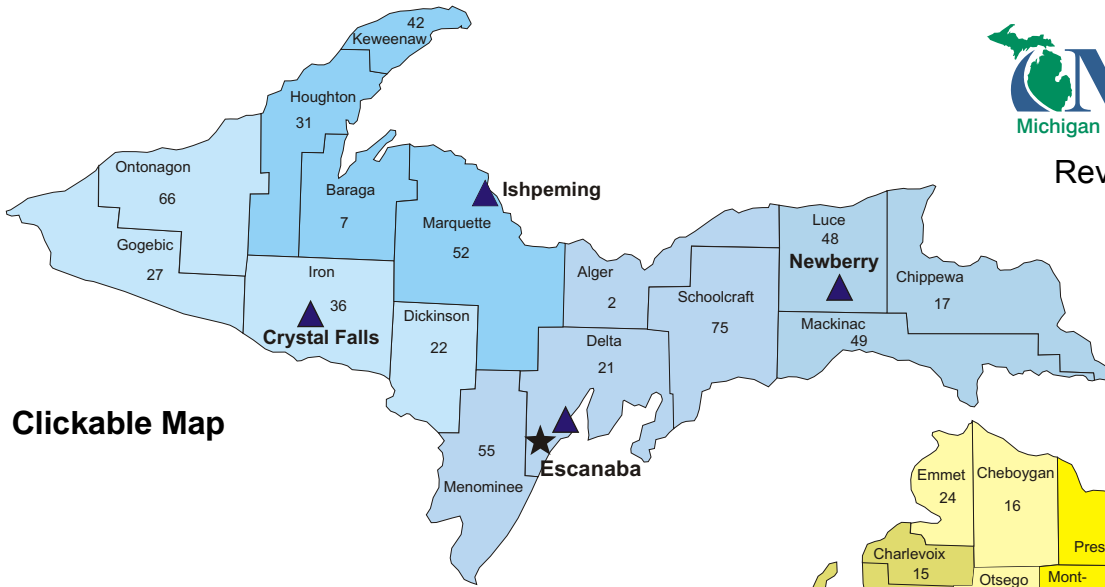 42
Keweenaw
Houghton
31
Michigan
Rev
Ontonagon
66
Baraga
7
Ishpeming
Marquette
52
Luce
48
Newberry
Gogebic
27
Iron
36
Crystal Falls
Alger
2
Schoolcraft
75
Chippewa
17
Dickinson
22
Delta
21
Mackinac
49
Clickable Map
55
Menominee
Escanaba
Emmet
24
Cheboygan
16
Pres
Charlevoix
15
Otsego
Mont-